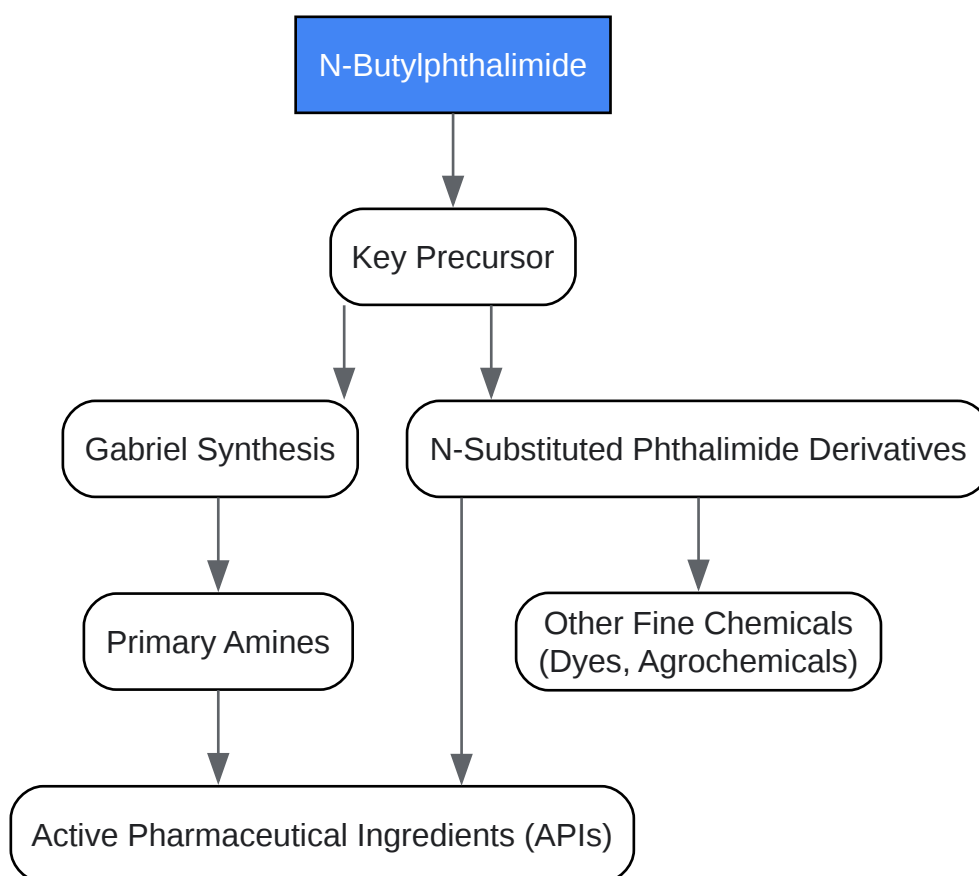 N-Butylphthalimide
Key Precursor
Gabriel Synthesis
N-Substituted Phthalimide Derivatives
Primary Amines
Other Fine Chemicals
(Dyes, Agrochemicals)
Active Pharmaceutical Ingredients (APIs)